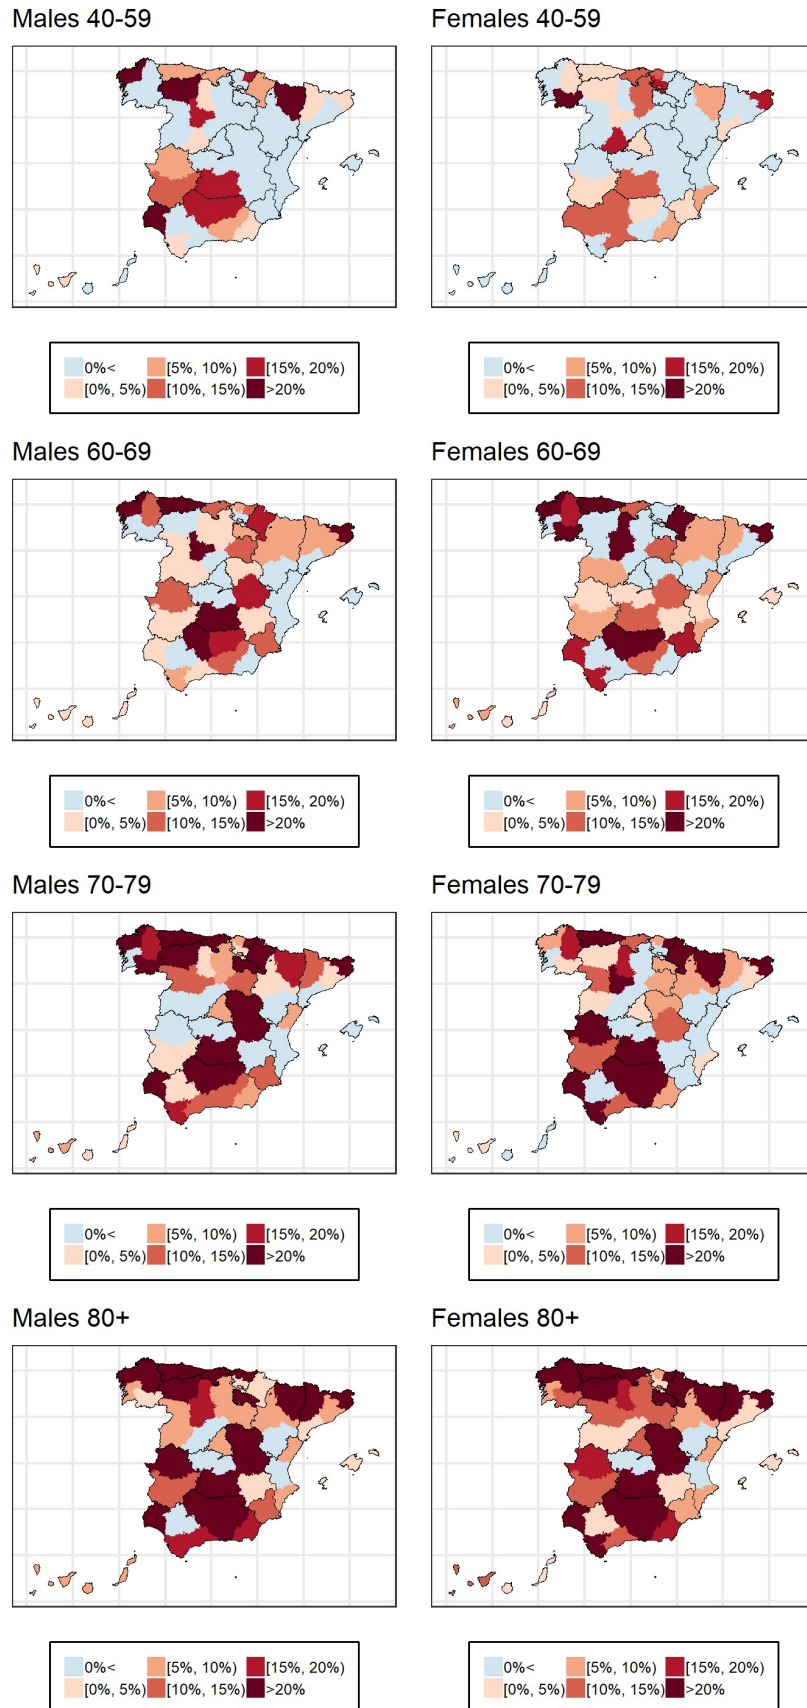 Males 40-59 Females 40-59
0%< [5%, 10%) [15%, 20%) 0%< [5%, 10%) [15%, 20%)
[0%, 5%) [10%, 15%) >20% [0%, 5%) [10%, 15%) >20%
Males 60-69 Females 60-69
0%< [5%, 10%) [15%, 20%) 0%< [5%, 10%) [15%, 20%)
[0%, 5%) [10%, 15%) >20% [0%, 5%) [10%, 15%) >20%
Males 70-79 Females 70-79
0%< [5%, 10%) [15%, 20%) 0%< [5%, 10%) [15%, 20%)
[0%, 5%) [10%, 15%) >20% [0%, 5%) [10%, 15%) >20%
Males 80+ Females 80+
0%< [5%, 10%) [15%, 20%) 0%< [5%, 10%) [15%, 20%)
[0%, 5%) [10%, 15%) >20% [0%, 5%) [10%, 15%) >20%